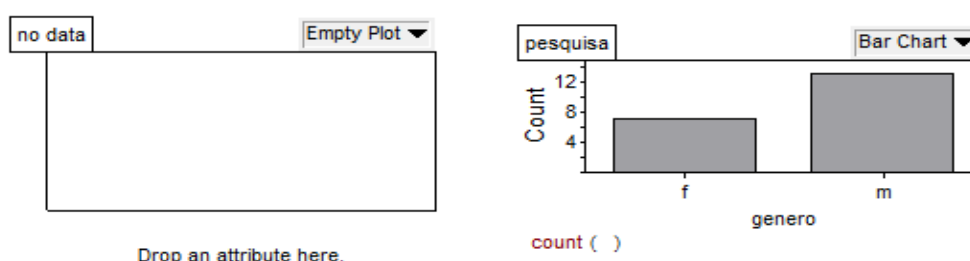 no data
Empty Plot
Drop an attribute here.
pesquisa
Bar Chart
Count
12
8
4
f
m
genero
count ( )